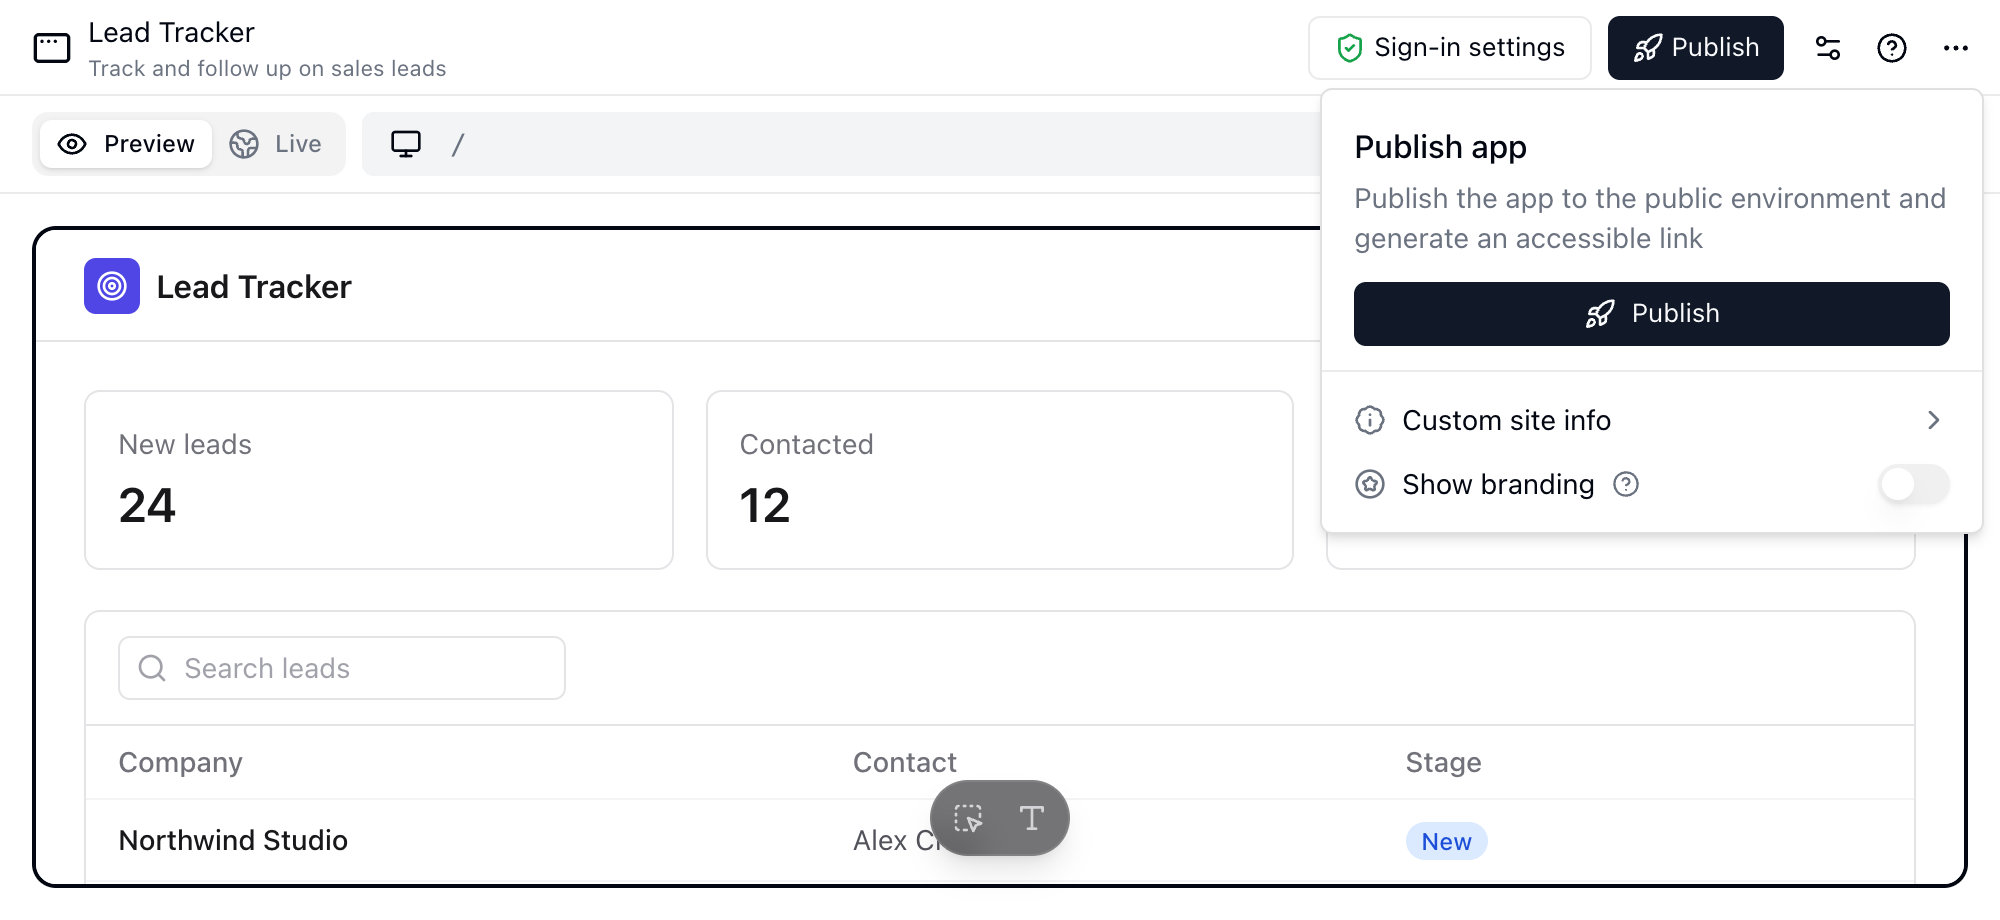 Lead Tracker
Track and follow up on sales leads
Sign-in settings
Publish
Preview
Live
/
Publish app
Publish the app to the public environment and
generate an accessible link
Publish
Custom site info
Show branding
Lead Tracker
New leads
24
Contacted
12
Search leads
Company
Contact
Stage
Northwind Studio
Alex
New